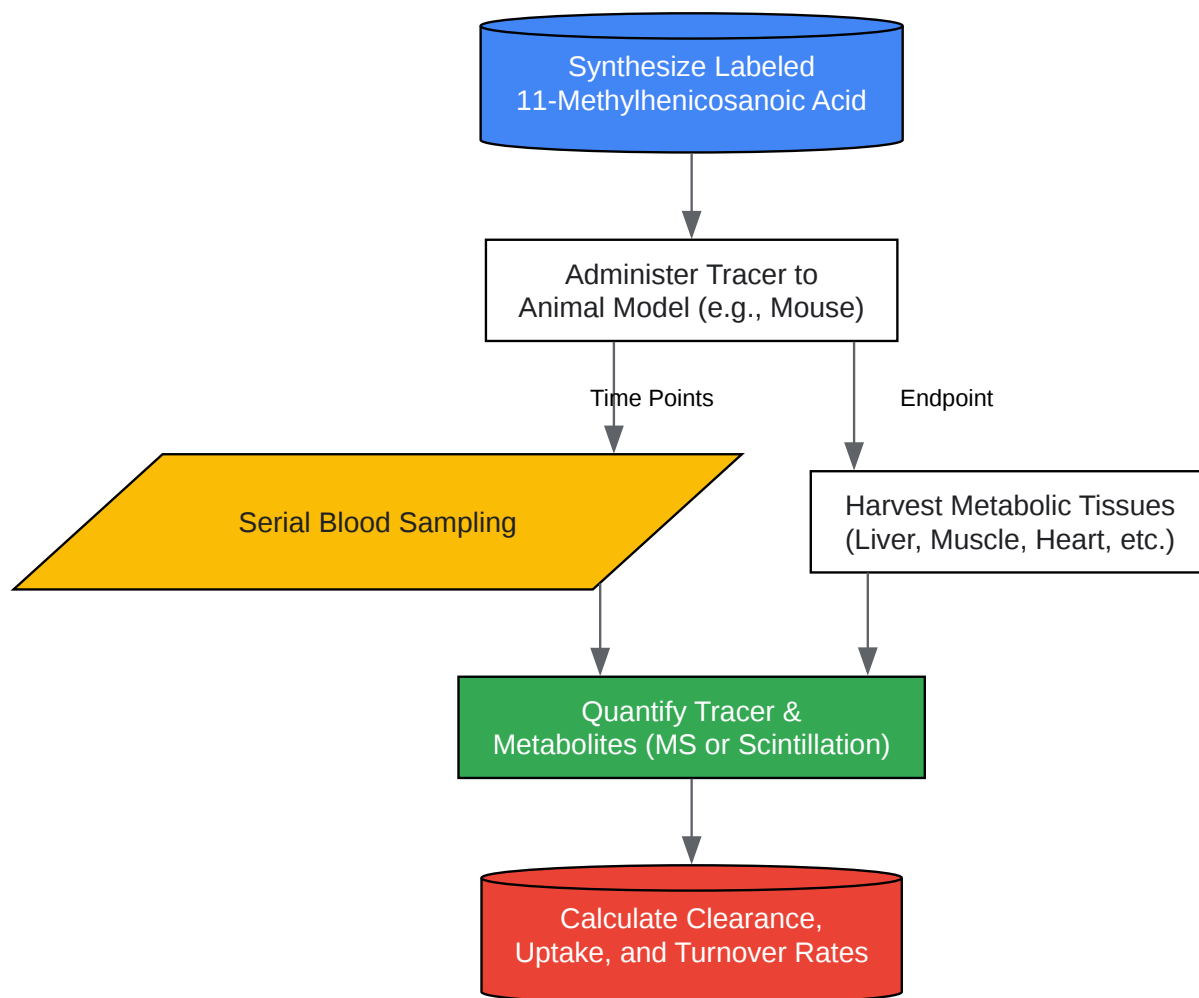 Synthesize Labeled
11-Methylhenicosanoic Acid
Administer Tracer to
Animal Model (e.g., Mouse)
Time Points
Endpoint
Serial Blood Sampling
Harvest Metabolic Tissues
(Liver, Muscle, Heart, etc.)
Quantify Tracer &
Metabolites (MS or Scintillation)
Calculate Clearance,
Uptake, and Turnover Rates